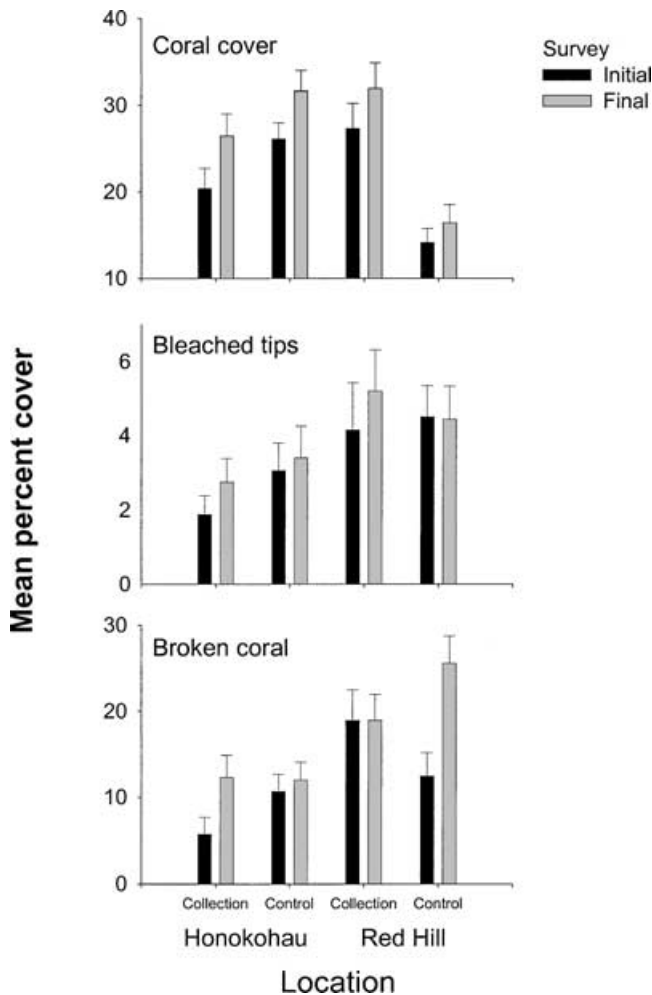 Mean percent cover
Coral cover
40
30
20
10
Survey
Initial
Final
Bleached tips
6
4
2
0
Broken coral
30
20
10
0
Collection Control Collection Control
Honokohau Red Hill
Location